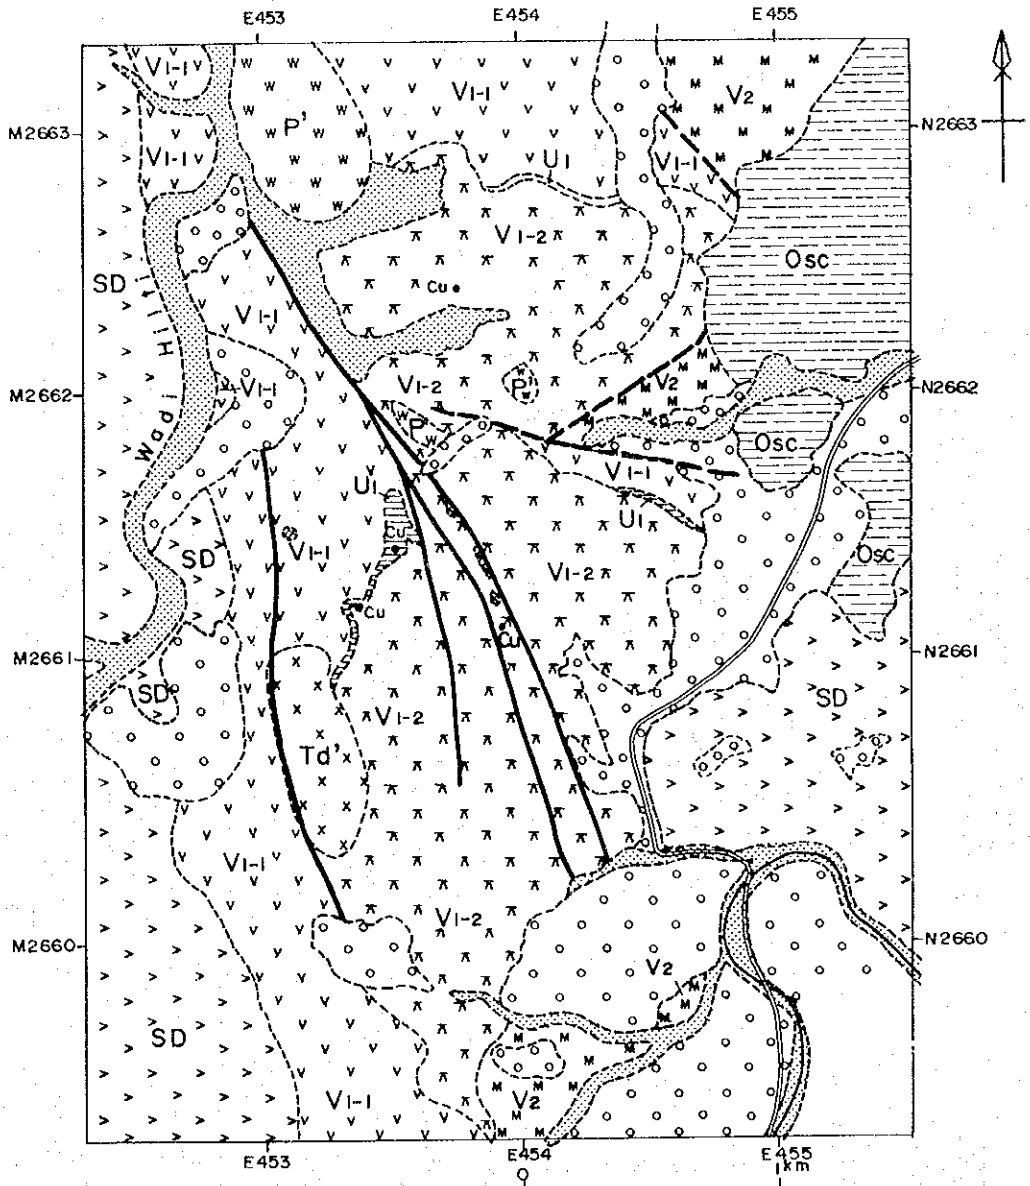 E453 E454 E455
V1-1 V1-1 V2
P'
M2663 N2663
V1-1 U1 V1-1
V1-2
SD Osc
Cu
V1-1
Wadi Hilti
V1-1 V1-2 P V2
M2662 N2662
P Osc
V1-1
U1 U1
Cu
V1-1 SD V1-2 Osc
Cu
Cu
M2661 N2661
SD SD
V1-2
Td'
V1-1
V1-2
M2660 N2660
V2
SD
V1-1 V2
E453 E454 E455
0 1km